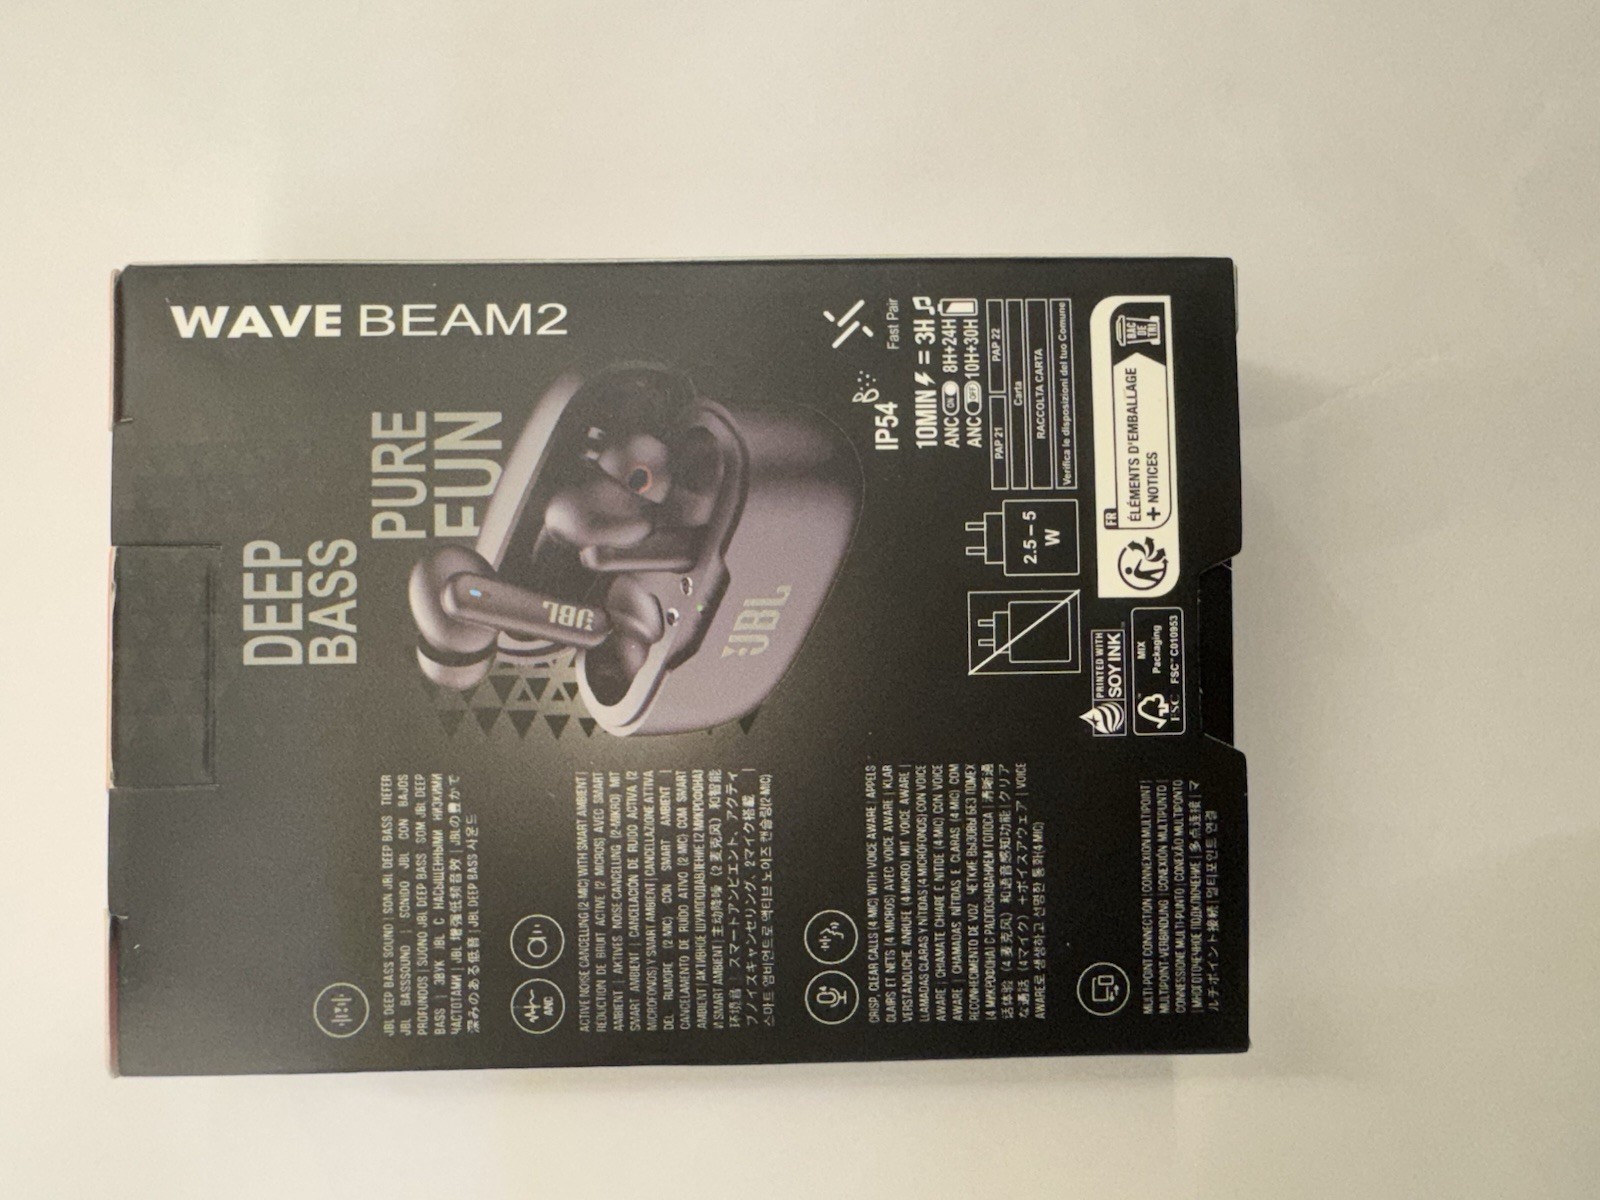 WAVE BEAM2
DEEP
BASS
PURE
FUN
JBL
JBL
JBL DEEP BASS SOUND | SON JBL DEEP BASS TIEFER
JBL BASSSOUND | SONIDO JBL CON BAJOS
PROFUNDOS | SUONO JBL DEEP BASS SOM JBL DEEP
BASS | ЗВУК JBL С НАСЫЩЕННЫМИ НИЗКИМИ
ЧАСТОТАМИ | JBL 增强低频音效 | JBLの豊かで
深みのある低音 | JBL DEEP BASS 사운드
ANC
ACTIVE NOISE CANCELLING (2-MIC) WITH SMART AMBIENT |
RÉDUCTION DE BRUIT ACTIVE (2 MICROS) AVEC SMART
AMBIENT | AKTIVES NOISE CANCELLING (2-MIKRO) MIT
SMART AMBIENT | CANCELACIÓN DE RUIDO ACTIVA (2
MICRÓFONOS) Y SMART AMBIENT | CANCELLAZIONE ATTIVA
DEL RUMORE (2 MIC) CON SMART AMBIENT |
CANCELAMENTO DE RUÍDO ATIVO (2 MIC) COM SMART
AMBIENT | АКТИВНОЕ ШУМОПОДАВЛЕНИЕ (2 МИКРОФОНА)
И SMART AMBIENT | 主动降噪 (2 麦克风) 和智能
环境音 | スマートアンビエント、アクティ
ブノイズキャンセリング、2マイク搭載 |
스마트 엠비언트로 액티브 노이즈 캔슬링(2-MIC)
CRISP, CLEAR CALLS (4 MIC) WITH VOICE AWARE | APPELS
CLAIRS ET NETS (4 MICROS) AVEC VOICE AWARE | KLAR
VERSTÄNDLICHE ANRUFE (4 MIKRO) MIT VOICE AWARE |
LLAMADAS CLARAS Y NÍTIDAS (4 MICRÓFONOS) CON VOICE
AWARE | CHIAMATE CHIARE E NITIDE (4 MIC) CON VOICE
AWARE | CHAMADAS NÍTIDAS E CLARAS (4 MIC) COM
RECONHECIMENTO DE VOZ ЧЕТКИЕ ВЫЗОВЫ БЕЗ ПОМЕХ
(4 МИКРОФОНА) С РАСПОЗНАВАНИЕМ ГОЛОСА | 清晰通
话体验 (4 麦克风) 和语音感知功能 | クリア
な通話 (4マイク) +ボイスアウェア | VOICE
AWARE로 생생하고 선명한 통화(4 MIC)
MULTI-POINT CONNECTION | CONNEXION MULTIPOINT |
MULTIPOINT-VERBINDUNG | CONEXIÓN MULTIPUNTO |
CONNESSIONE MULTI-PUNTO | CONEXÃO MULTIPONTO
| МНОГОТОЧЕЧНОЕ ПОДКЛЮЧЕНИЕ | 多点连接 | マ
ルチポイント接続 | 멀티포인트 연결
Fast Pair
IP54
10MIN = 3H
ANC ON 8H+24H
ANC OFF 10H+30H
PAP 21 PAP 22
Carta
RACCOLTA CARTA
Verifica le disposizioni del tuo Comune
2.5 – 5
W
FR
ÉLÉMENTS D'EMBALLAGE
+ NOTICES
BAC
DE
TRI
PRINTED WITH
SOY INK
FSC
MIX
Packaging
FSC™ C010953